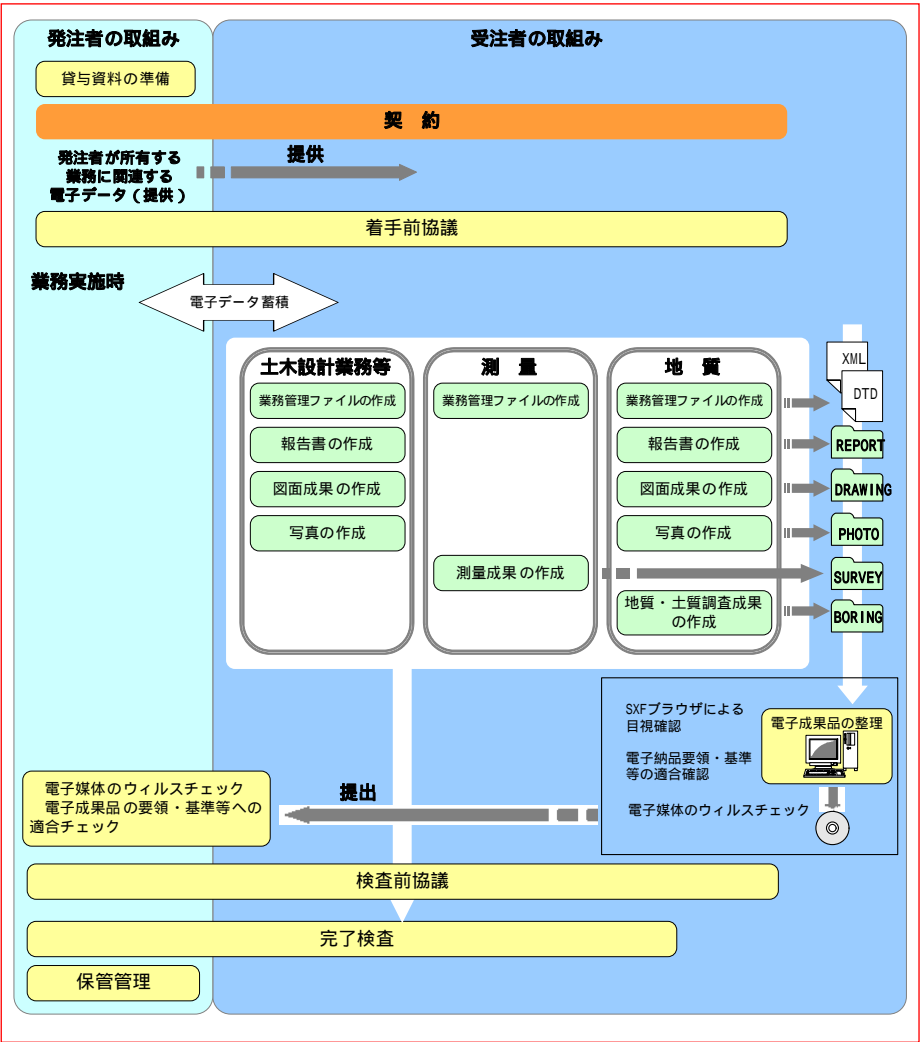 発注者の取組み
受注者の取組み
貸与資料の準備
契 約
発注者が所有する
業務に関連する
電子データ(提供)
提供
着手前協議
業務実施時
電子データ蓄積
土木設計業務等
業務管理ファイルの作成
報告書の作成
図面成果の作成
写真の作成
測 量
業務管理ファイルの作成
測量成果の作成
地 質
業務管理ファイルの作成
報告書の作成
図面成果の作成
写真の作成
地質・土質調査成果
の作成
XML
DTD
REPORT
DRAWING
PHOTO
SURVEY
BORING
SXFブラウザによる
目視確認
電子納品要領・基準
等の適合確認
電子媒体のウィルスチェック
電子成果品の整理
提出
電子媒体のウィルスチェック
電子成果品の要領・基準等への
適合チェック
検査前協議
完了検査
保管管理